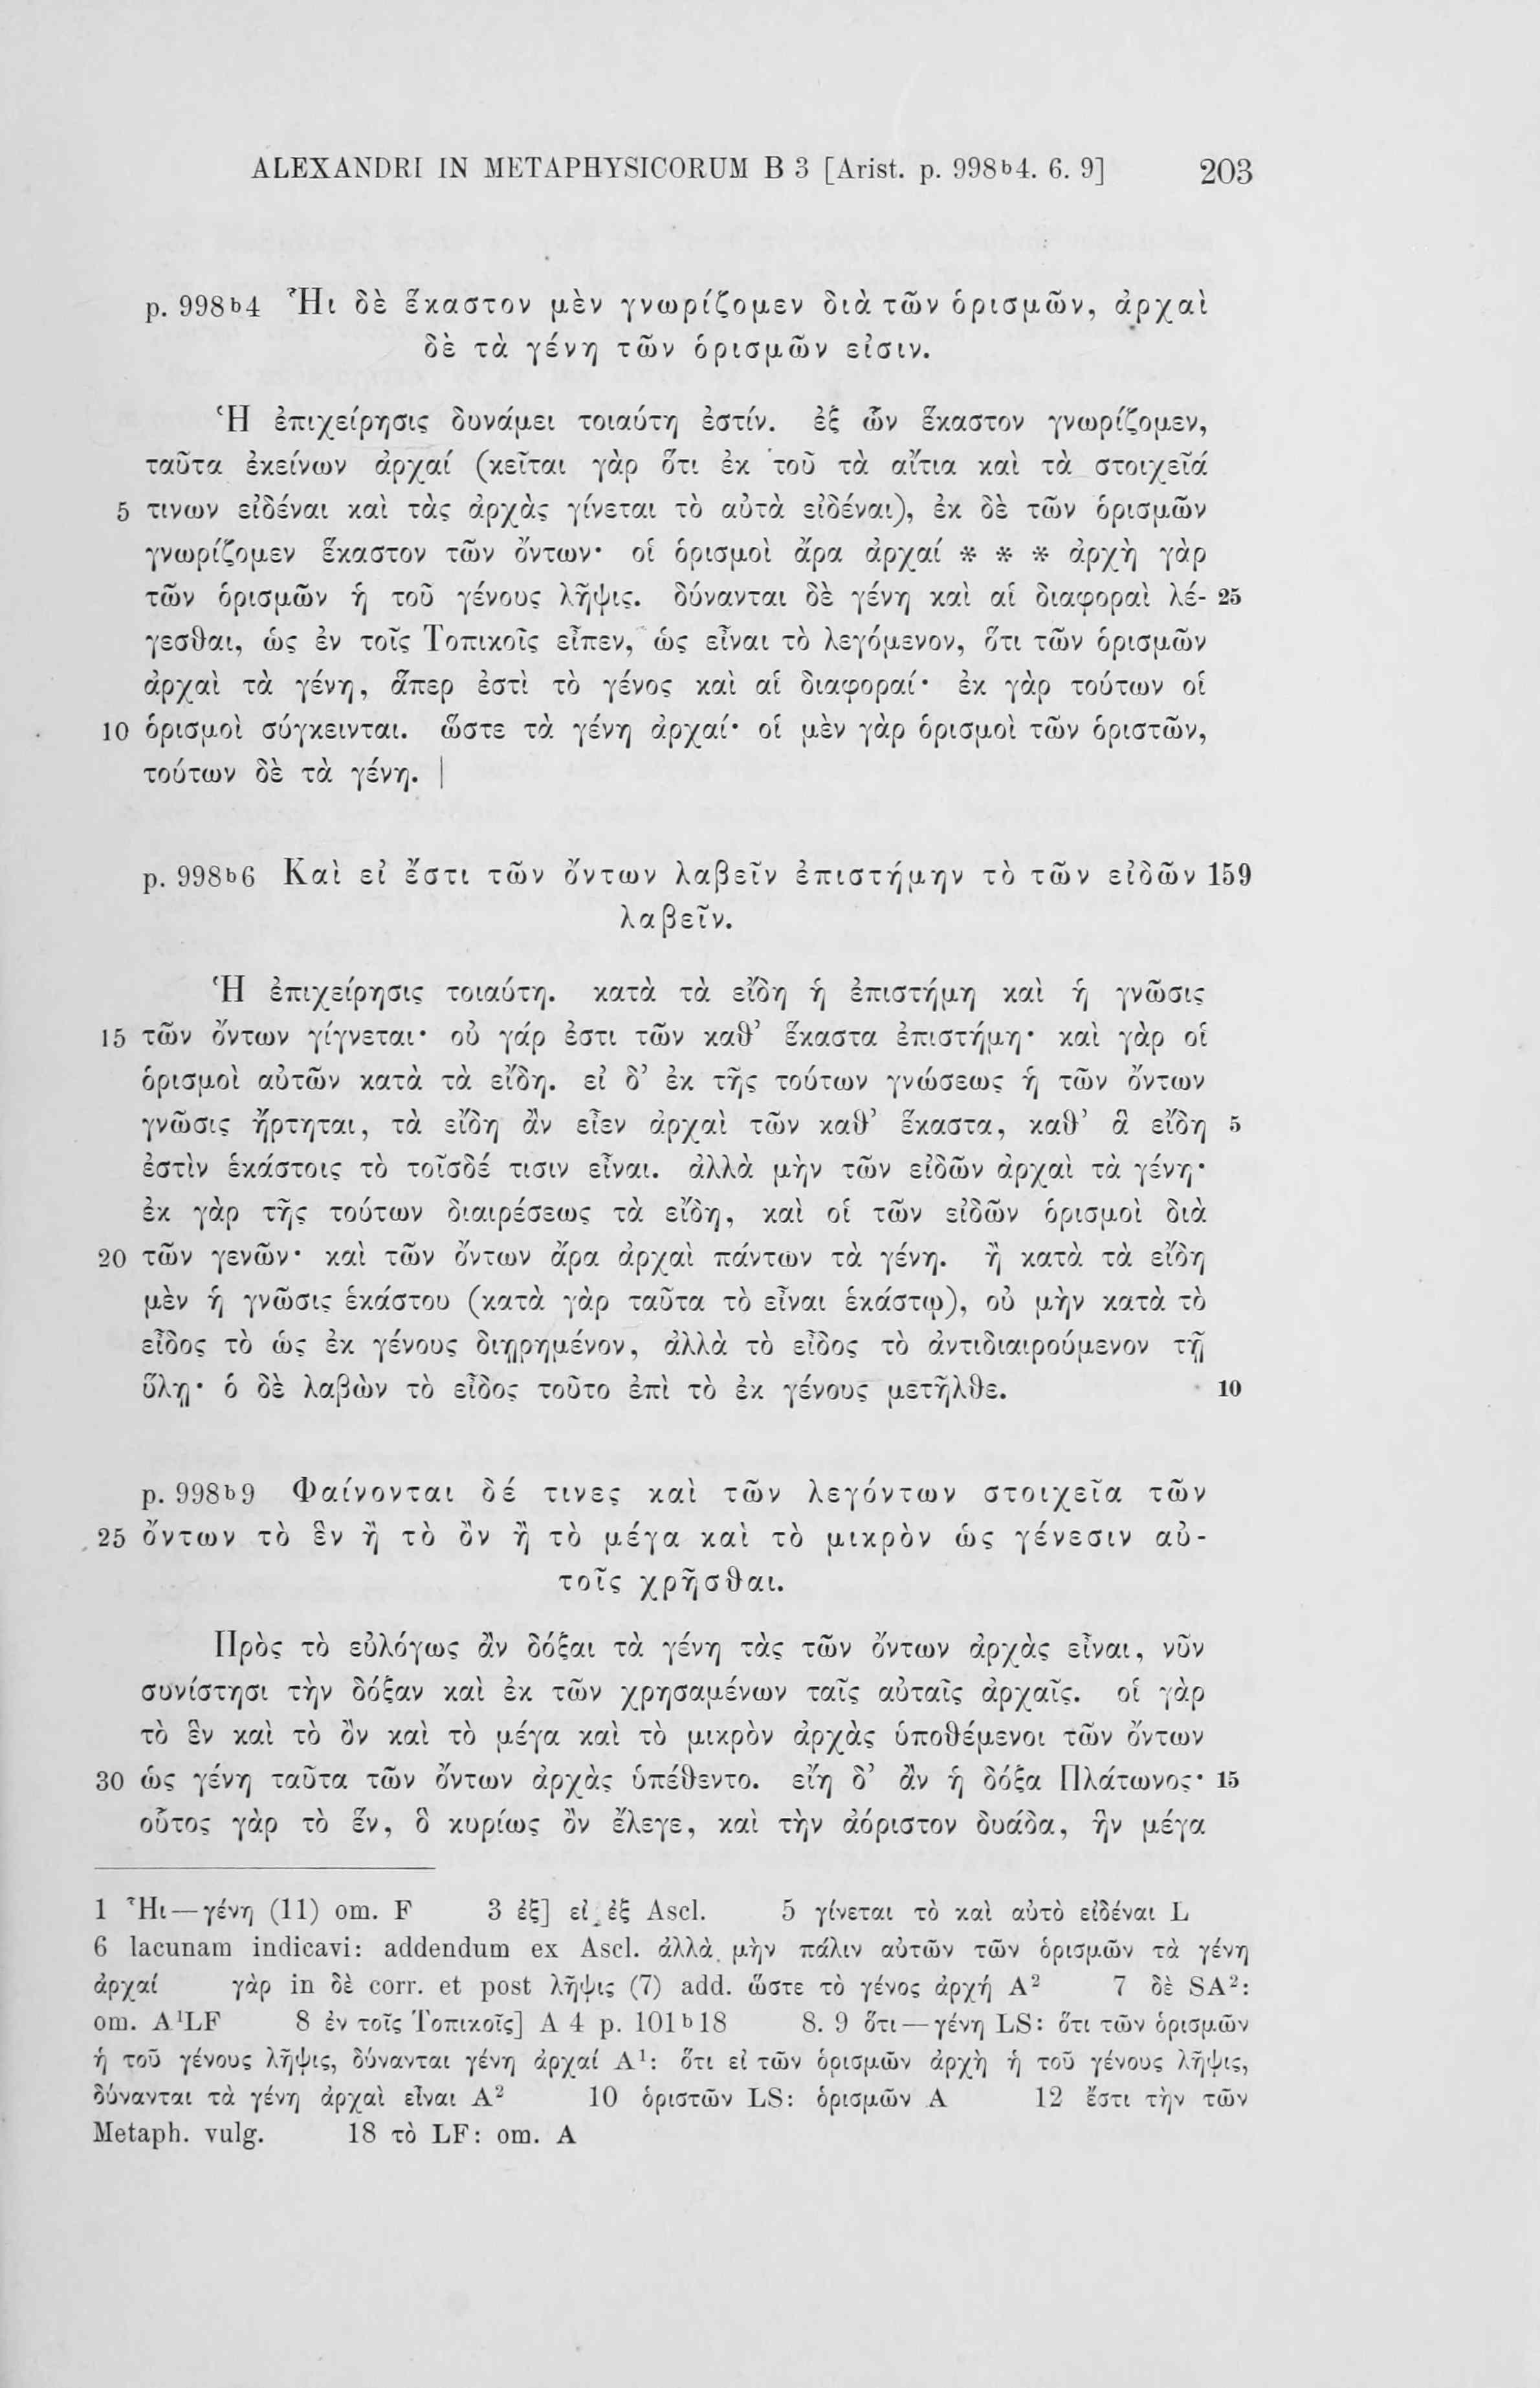 ALEXANDRI IN METAPHYSICORUM B 3 [Arist. p. 998b4. 6. 9] 203
p. 998b4 Ἧι δὲ ἕκαστον μὲν γνωρίζομεν διὰ τῶν ὁρισμῶν, ἀρχαὶ
δὲ τὰ γένη τῶν ὁρισμῶν εἰσιν.
Ἡ ἐπιχείρησις δυνάμει τοιαύτη ἐστίν. ἐξ ὧν ἕκαστον γνωρίζομεν,
ταῦτα ἐκείνων ἀρχαί (κεῖται γὰρ ὅτι ἐκ τοῦ τὰ αἴτια καὶ τὰ στοιχεῖά
5 τινων εἰδέναι καὶ τὰς ἀρχὰς γίνεται τὸ αὐτὰ εἰδέναι), ἐκ δὲ τῶν ὁρισμῶν
γνωρίζομεν ἕκαστον τῶν ὄντων· οἱ ὁρισμοὶ ἄρα ἀρχαί * * * ἀρχὴ γὰρ
τῶν ὁρισμῶν ἡ τοῦ γένους λῆψις. δύνανται δὲ γένη καὶ αἱ διαφοραὶ λέ- 25
γεσθαι, ὡς ἐν τοῖς Τοπικοῖς εἶπεν, ὡς εἶναι τὸ λεγόμενον, ὅτι τῶν ὁρισμῶν
ἀρχαὶ τὰ γένη, ἅπερ ἐστὶ τὸ γένος καὶ αἱ διαφοραί· ἐκ γὰρ τούτων οἱ
10 ὁρισμοὶ σύγκεινται. ὥστε τὰ γένη ἀρχαί· οἱ μὲν γὰρ ὁρισμοὶ τῶν ὁριστῶν,
τούτων δὲ τὰ γένη. |
p. 998b6 Καὶ εἰ ἔστι τῶν ὄντων λαβεῖν ἐπιστήμην τὸ τῶν εἰδῶν 159
λαβεῖν.
Ἡ ἐπιχείρησις τοιαύτη. κατὰ τὰ εἴδη ἡ ἐπιστήμη καὶ ἡ γνῶσις
15 τῶν ὄντων γίγνεται· οὐ γάρ ἐστι τῶν καθ’ ἕκαστα ἐπιστήμη· καὶ γὰρ οἱ
ὁρισμοὶ αὐτῶν κατὰ τὰ εἴδη. εἰ δ’ ἐκ τῆς τούτων γνώσεως ἡ τῶν ὄντων
γνῶσις ἤρτηται, τὰ εἴδη ἂν εἶεν ἀρχαὶ τῶν καθ’ ἕκαστα, καθ’ ἃ εἴδη 5
ἐστὶν ἑκάστοις τὸ τοῖσδέ τισιν εἶναι. ἀλλὰ μὴν τῶν εἰδῶν ἀρχαὶ τὰ γένη·
ἐκ γὰρ τῆς τούτων διαιρέσεως τὰ εἴδη, καὶ οἱ τῶν εἰδῶν ὁρισμοὶ διὰ
20 τῶν γενῶν· καὶ τῶν ὄντων ἄρα ἀρχαὶ πάντων τὰ γένη. ἢ κατὰ τὰ εἴδη
μὲν ἡ γνῶσις ἑκάστου (κατὰ γὰρ ταῦτα τὸ εἶναι ἑκάστῳ), οὐ μὴν κατὰ τὸ
εἶδος τὸ ὡς ἐκ γένους διῃρημένον, ἀλλὰ τὸ εἶδος τὸ ἀντιδιαιρούμενον τῇ
ὕλῃ· ὁ δὲ λαβὼν τὸ εἶδος τοῦτο ἐπὶ τὸ ἐκ γένους μετῆλθε. 10
p. 998b9 Φαίνονται δέ τινες καὶ τῶν λεγόντων στοιχεῖα τῶν
25 ὄντων τὸ ἓν ἢ τὸ ὂν ἢ τὸ μέγα καὶ τὸ μικρὸν ὡς γένεσιν αὐ-
τοῖς χρῆσθαι.
Πρὸς τὸ εὐλόγως ἂν δόξαι τὰ γένη τὰς τῶν ὄντων ἀρχὰς εἶναι, νῦν
συνίστησι τὴν δόξαν καὶ ἐκ τῶν χρησαμένων ταῖς αὐταῖς ἀρχαῖς. οἱ γὰρ
τὸ ἓν καὶ τὸ ὂν καὶ τὸ μέγα καὶ τὸ μικρὸν ἀρχὰς ὑποθέμενοι τῶν ὄντων
30 ὡς γένη ταῦτα τῶν ὄντων ἀρχὰς ὑπέθεντο. εἴη δ’ ἂν ἡ δόξα Πλάτωνος· 15
οὗτος γὰρ τὸ ἕν, ὃ κυρίως ὂν ἔλεγε, καὶ τὴν ἀόριστον δυάδα, ἣν μέγα
1 Ἧι — γένη (11) om. F 3 ἐξ] εἰ ἐξ Ascl. 5 γίνεται τὸ καὶ αὐτὸ εἰδέναι L
6 lacunam indicavi: addendum ex Ascl. ἀλλὰ μὴν πάλιν αὐτῶν τῶν ὁρισμῶν τὰ γένη
ἀρχαί γὰρ in δὲ corr. et post λῆψις (7) add. ὥστε τὸ γένος ἀρχή A² 7 δὲ SA²:
om. A¹LF 8 ἐν τοῖς Τοπικοῖς] A 4 p. 101b18 8. 9 ὅτι — γένη LS: ὅτι τῶν ὁρισμῶν
ἡ τοῦ γένους λῆψις, δύνανται γένη ἀρχαί A¹: ὅτι εἰ τῶν ὁρισμῶν ἀρχὴ ἡ τοῦ γένους λῆψις,
δύνανται τὰ γένη ἀρχαὶ εἶναι A² 10 ὁριστῶν LS: ὁρισμῶν A 12 ἔστι τὴν τῶν
Metaph. vulg. 18 τὸ LF: om. A